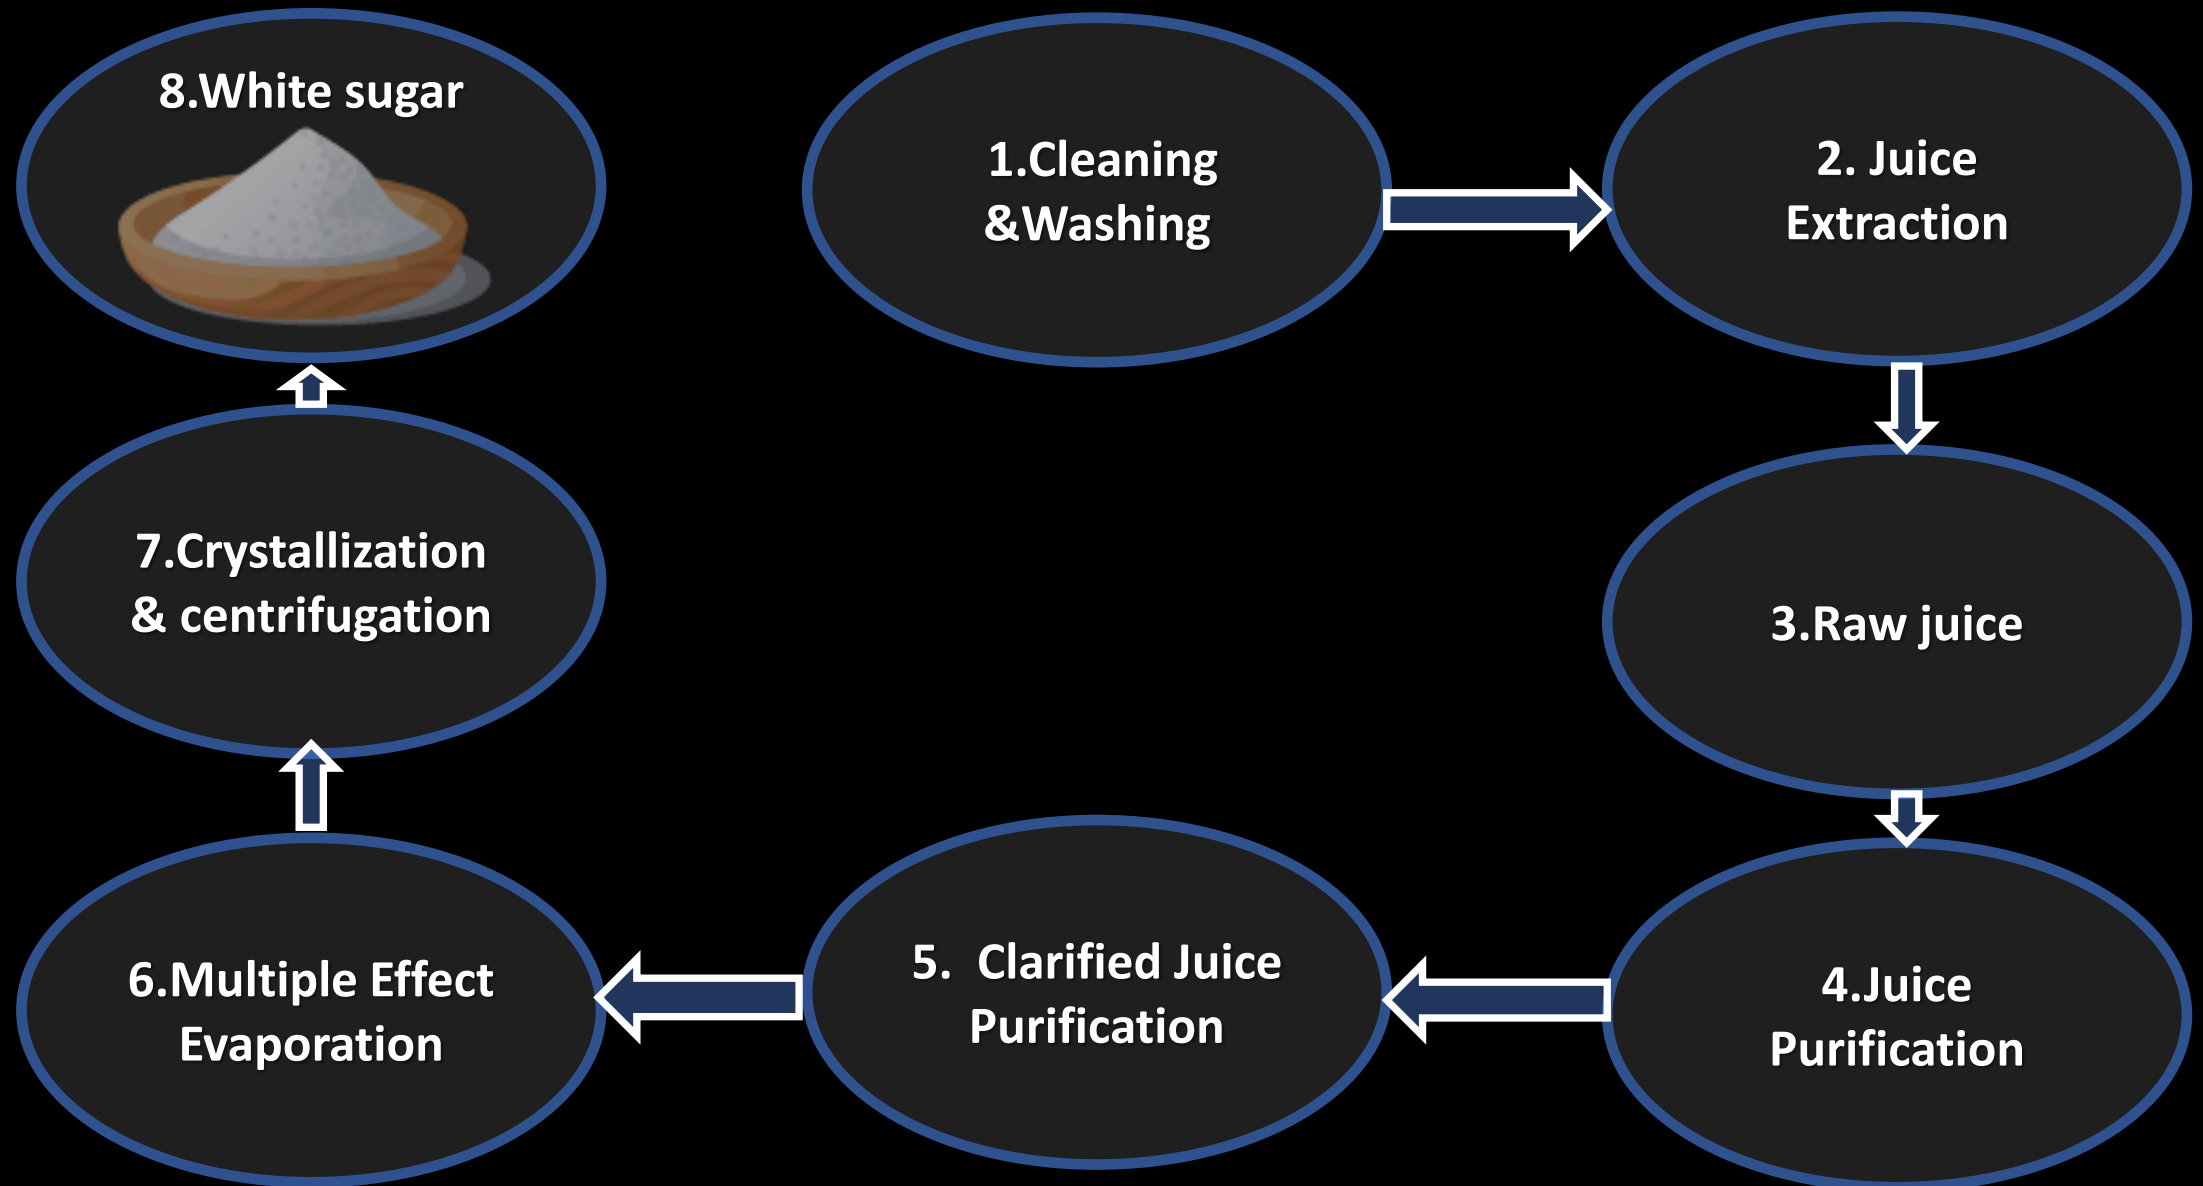 1.Cleaning
&Washing
2. Juice
Extraction
3.Raw juice
4.Juice
Purification
5.  Clarified Juice
Purification
6.Multiple Effect
Evaporation
7.Crystallization
& centrifugation
8.White sugar